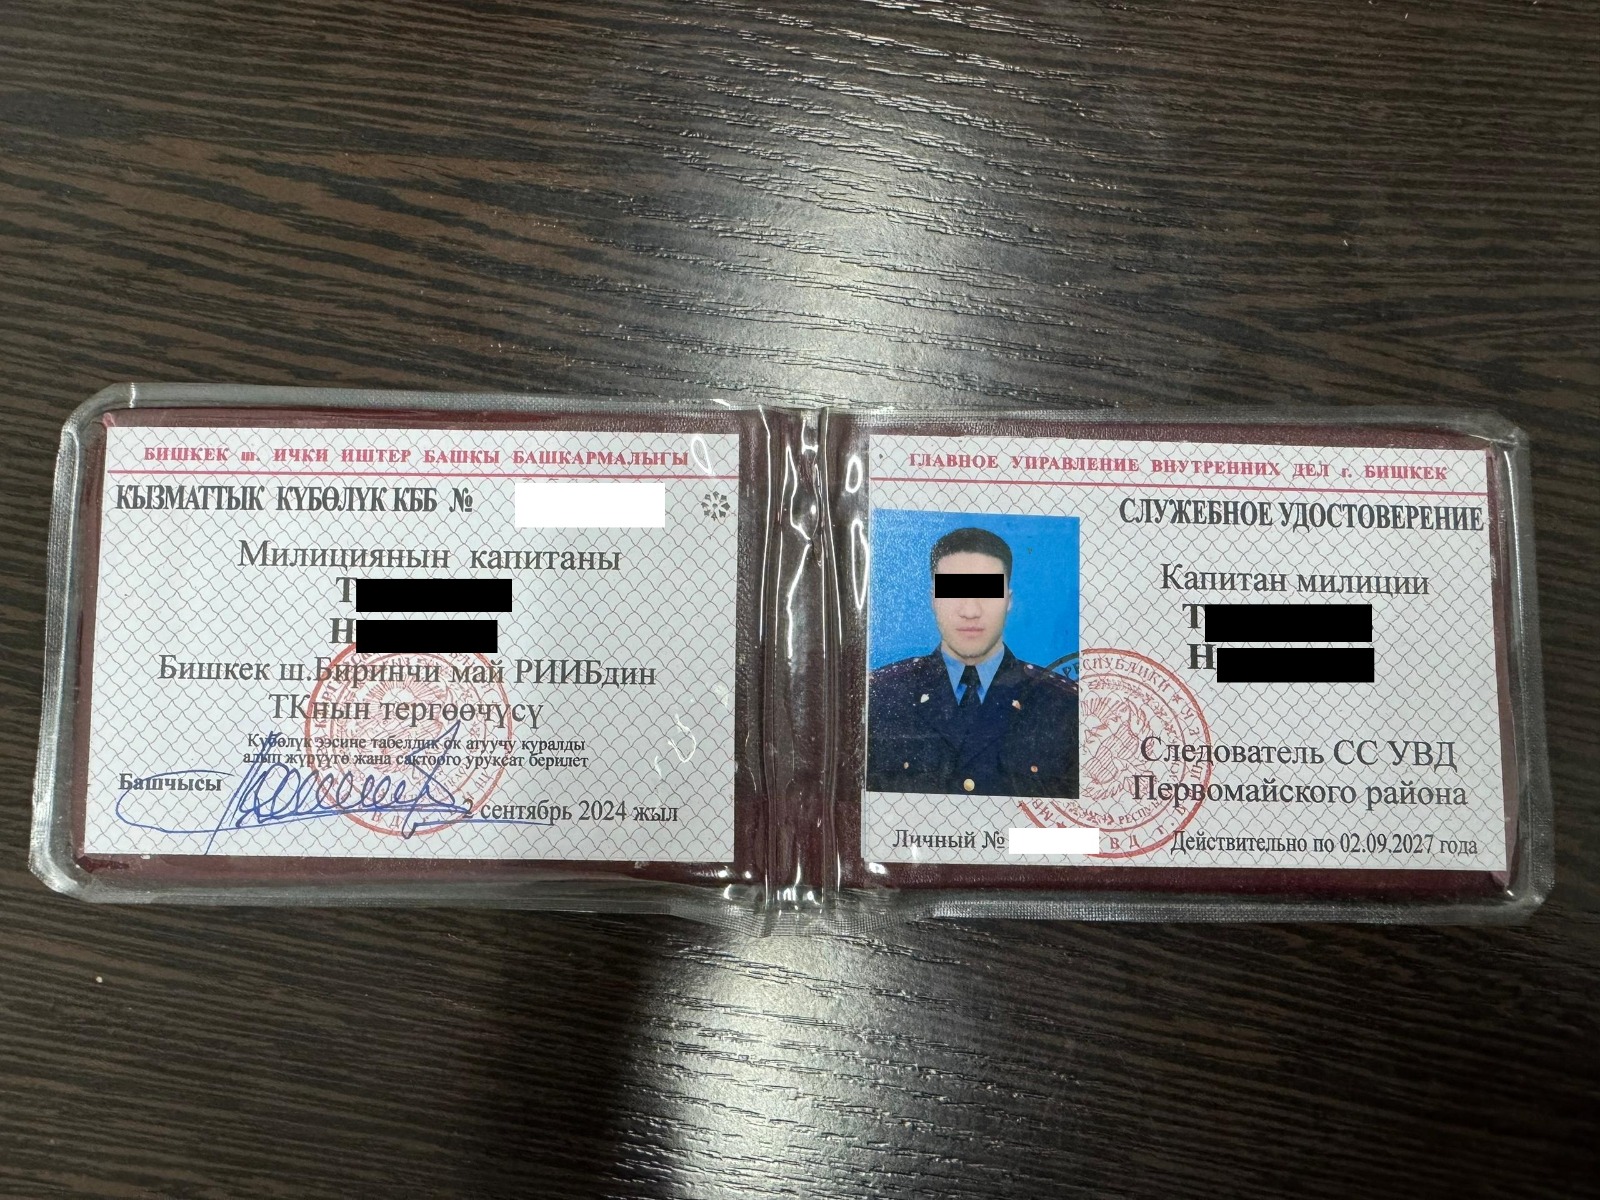 БИШКЕК ш. ИЧКИ ИШТЕР БАШКЫ БАШКАРМАЛЫГЫ
КЫЗМАТТЫК КҮБӨЛҮК КББ №
Милициянын капитаны
Т
Н
Бишкек ш.Биринчи май РИИБдин
ТКнын тергөөчүсү
Күбөлүк ээсине табелдик ок атуучу куралды
алып жүрүүгө жана сактоого уруксат берилет
Башчысы
2 сентябрь 2024 жыл
ГЛАВНОЕ УПРАВЛЕНИЕ ВНУТРЕННИХ ДЕЛ г. БИШКЕК
СЛУЖЕБНОЕ УДОСТОВЕРЕНИЕ
Капитан милиции
Т
Н
РЕСПУБЛИКИ
Следователь СС УВД
Первомайского района
Личный №
Действительно по 02.09.2027 года